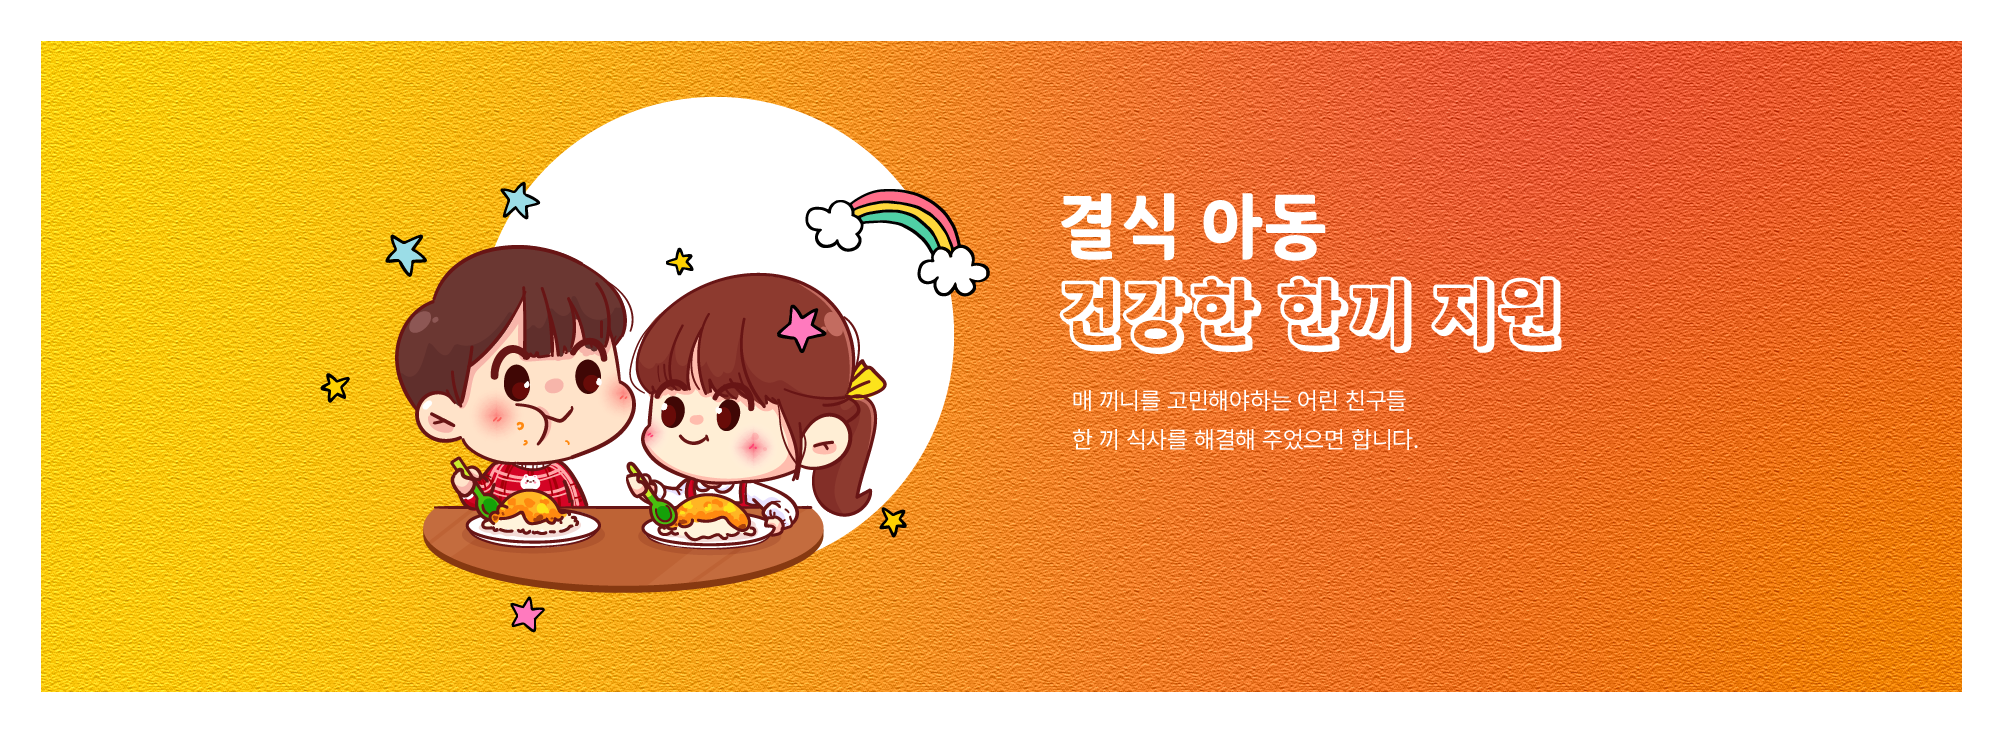 결식 아동
건강한 한끼 지원
매 끼니를 고민해야하는 어린 친구들
한 끼 식사를 해결해 주었으면 합니다.